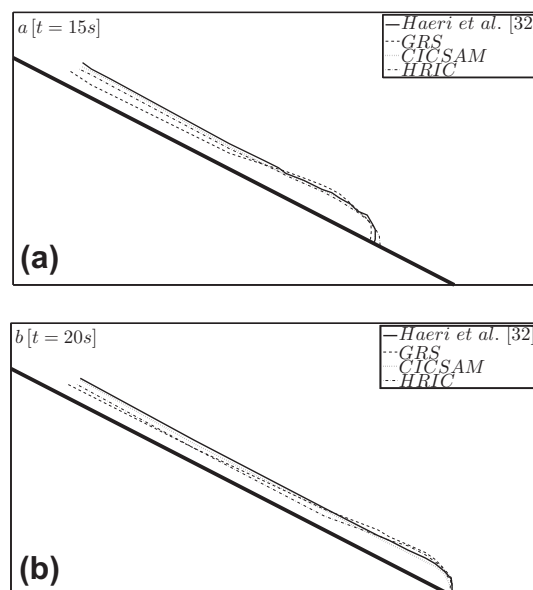 a [t = 15s]
Haeri et al. [32
GRS
CICSAM
HRIC
(a)
b [t = 20s]
Haeri et al. [32]
GRS
CICSAM
HRIC
(b)